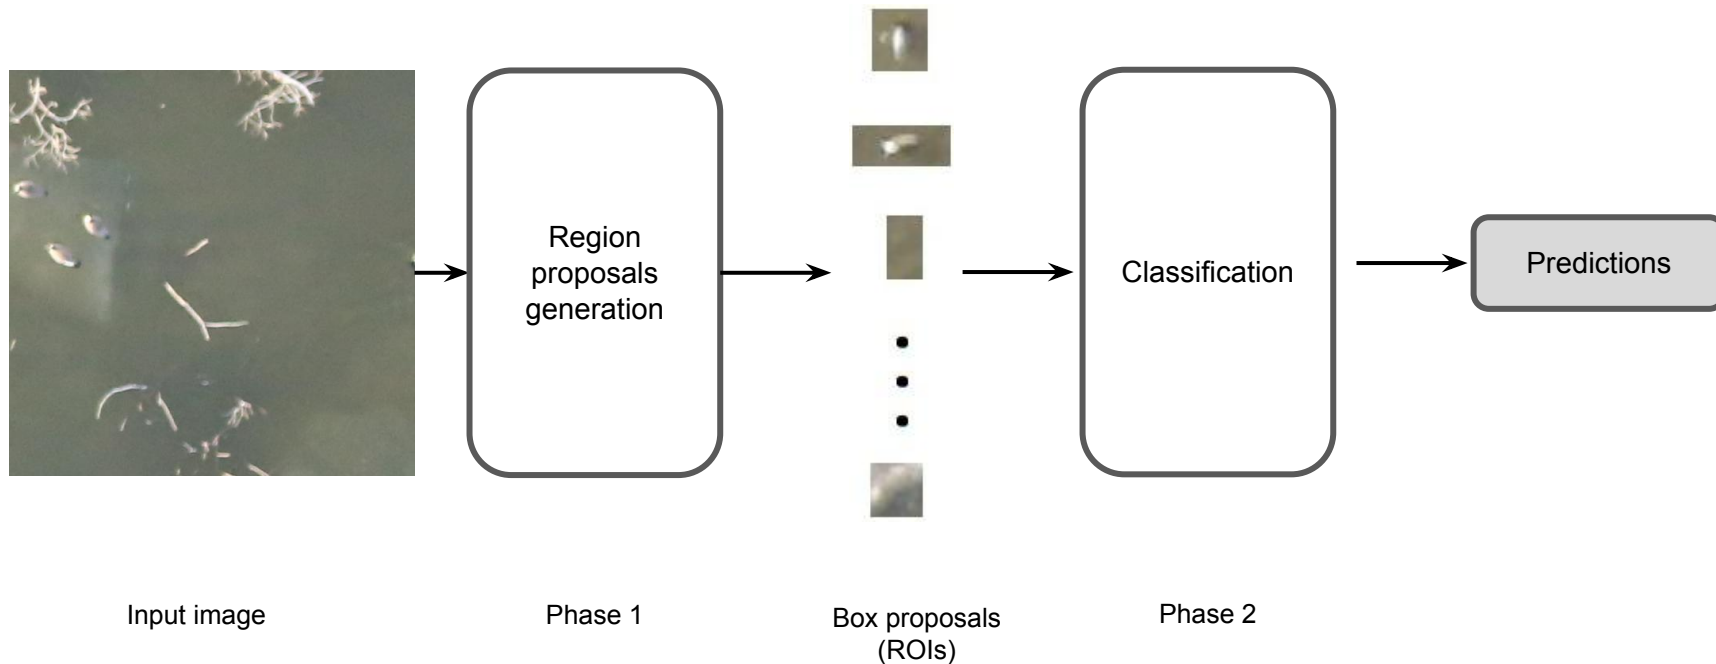 Region
proposals
generation
Classification
Predictions
Input image
Phase 1
Box proposals
(ROIs)
Phase 2